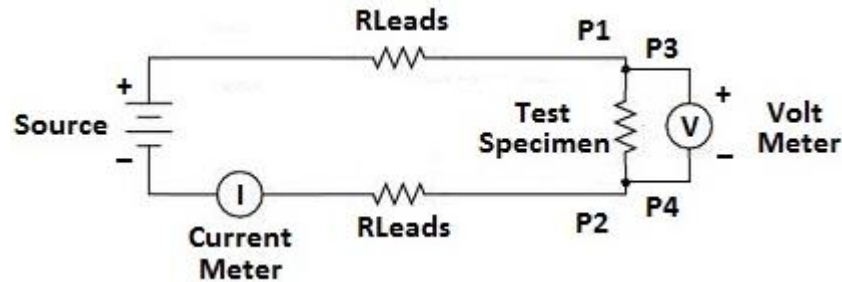 RLeads
P1
P3
+
Source
−
Test
Specimen
V
+
−
Volt
Meter
I
Current
Meter
RLeads
P2
P4